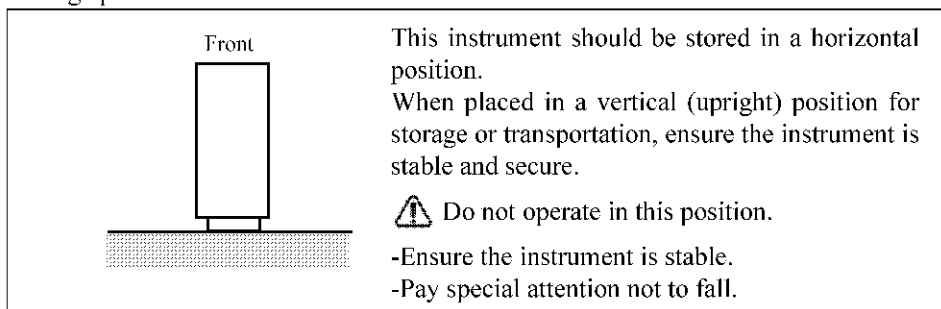 Front
This instrument should be stored in a horizontal
position.
When placed in a vertical (upright) position for
storage or transportation, ensure the instrument is
stable and secure.
Do not operate in this position.
-Ensure the instrument is stable.
-Pay special attention not to fall.